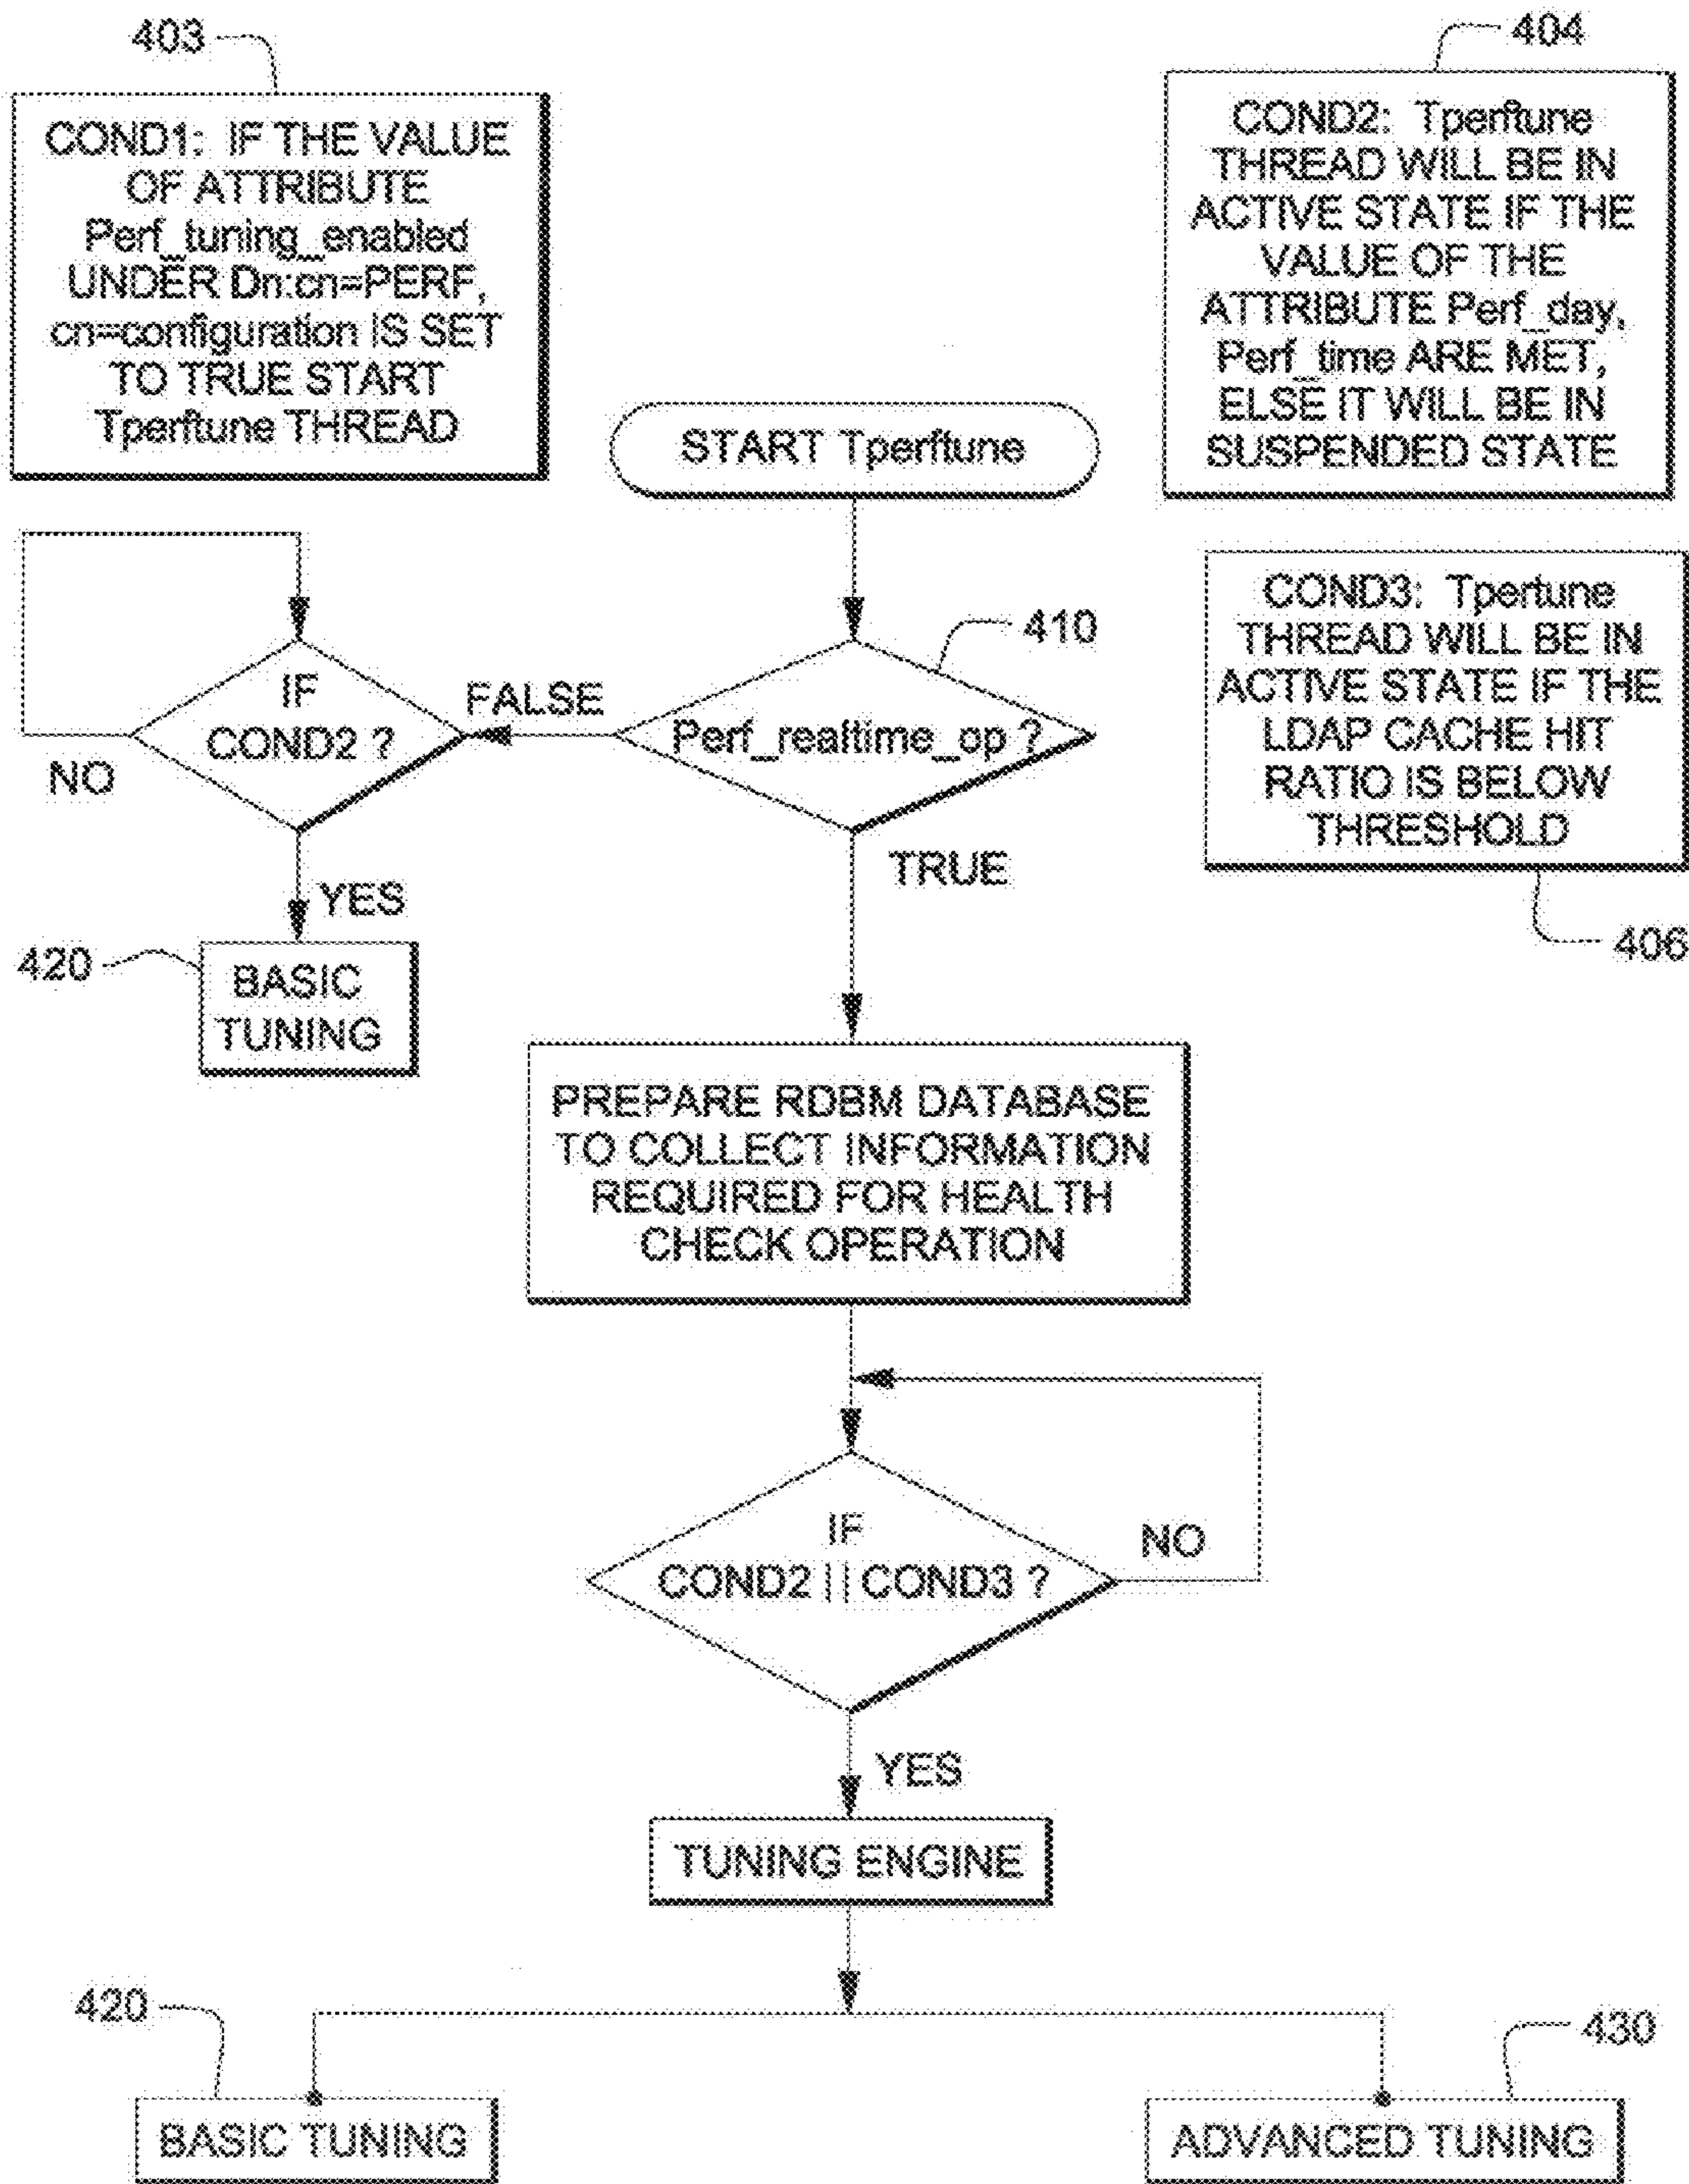 403
COND1: IF THE VALUE
OF ATTRIBUTE
Perf_tuning_enabled
UNDER Dn:cn=PERF,
cn=configuration IS SET
TO TRUE START
Tperftune THREAD
404
COND2: Tperftune
THREAD WILL BE IN
ACTIVE STATE IF THE
VALUE OF THE
ATTRIBUTE Perf_day,
Perf_time ARE MET,
ELSE IT WILL BE IN
SUSPENDED STATE
START Tperftune
COND3: Tpertune
THREAD WILL BE IN
ACTIVE STATE IF THE
LDAP CACHE HIT
RATIO IS BELOW
THRESHOLD
406
410
Perf_realtime_op ?
FALSE
IF
COND2 ?
NO
YES
420
BASIC
TUNING
TRUE
PREPARE RDBM DATABASE
TO COLLECT INFORMATION
REQUIRED FOR HEALTH
CHECK OPERATION
IF
COND2 || COND3 ?
NO
YES
TUNING ENGINE
420
BASIC TUNING
430
ADVANCED TUNING